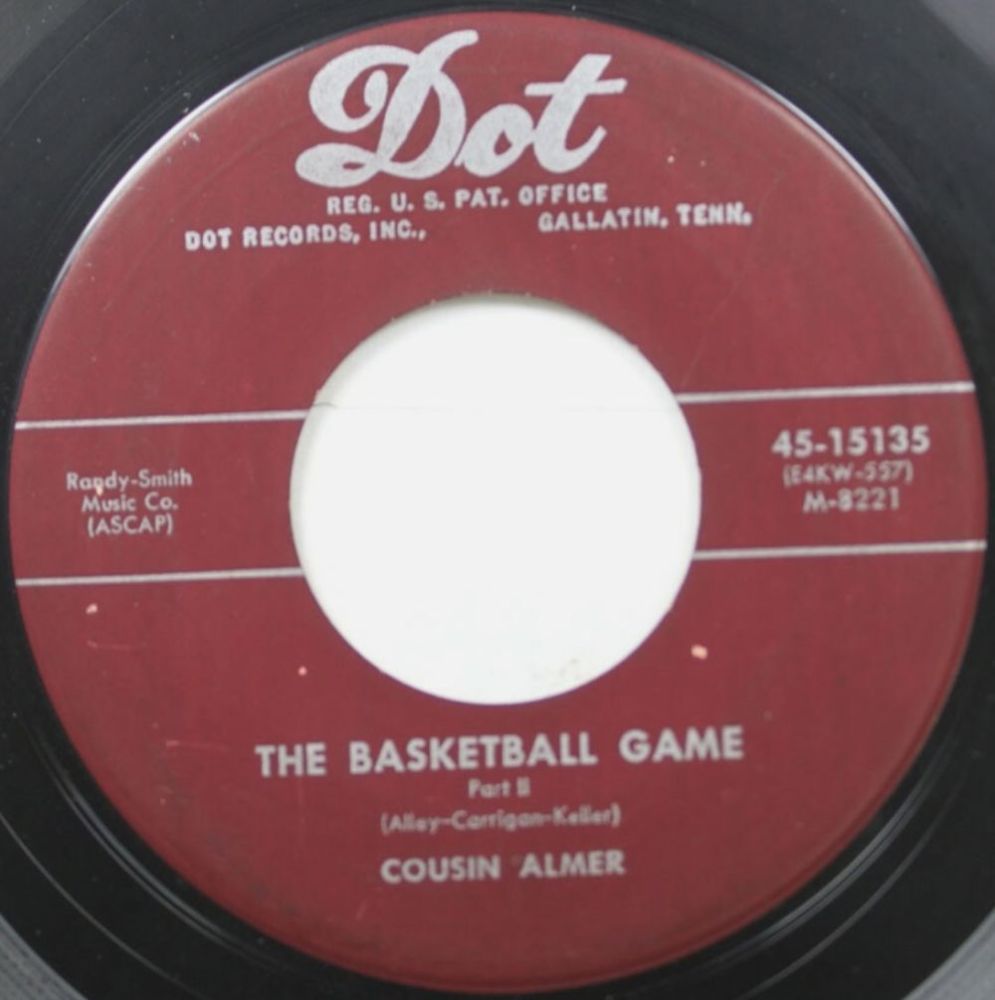 Dot
REG. U. S. PAT. OFFICE
DOT RECORDS, INC., GALLATIN, TENN.
Randy-Smith
Music Co.
(ASCAP)
45-15135
(E4KW-557)
M-8221
THE BASKETBALL GAME
Part II
(Alley-Carrigan-Keller)
COUSIN ALMER